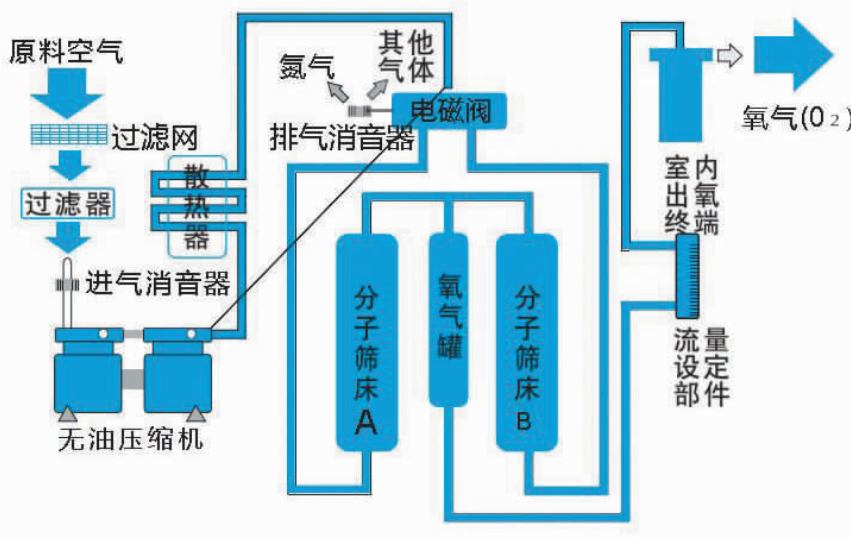 原料空气
过滤网
过滤器
进气消音器
无油压缩机
散热器
氮气
其他
气体
排气消音器
电磁阀
分子筛床A
氧气罐
分子筛床B
氧气(O2)
室内
出氧
终端
流量
设定
部件